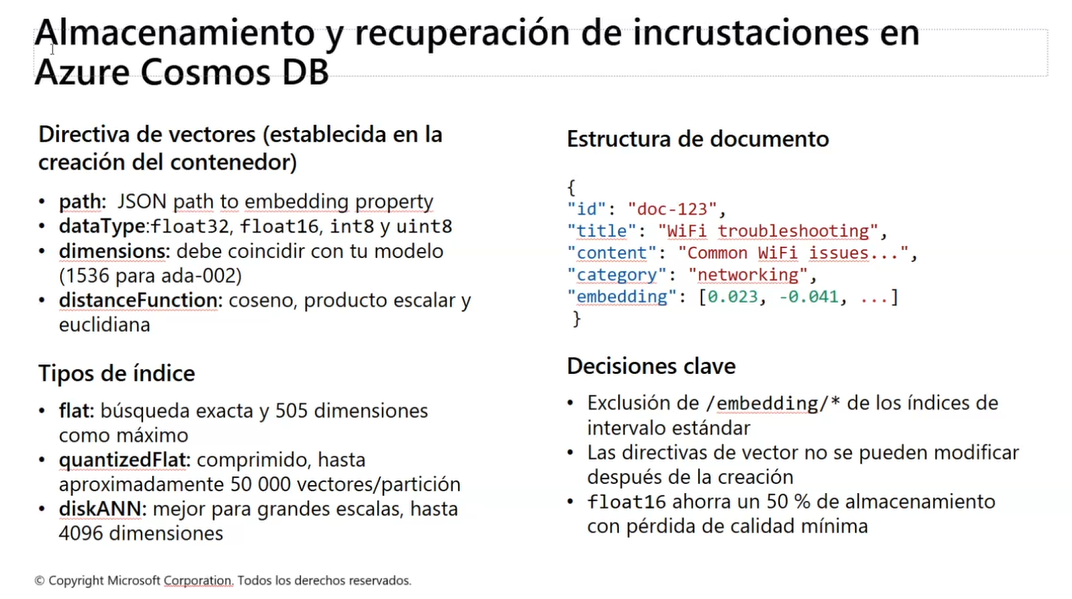 Almacenamiento y recuperación de incrustaciones en
Azure Cosmos DB
Directiva de vectores (establecida en la
creación del contenedor)
• path:  JSON path to embedding property
• dataType:float32, float16, int8 y uint8
• dimensions: debe coincidir con tu modelo
(1536 para ada-002)
• distanceFunction: coseno, producto escalar y
euclidiana
Tipos de índice
• flat: búsqueda exacta y 505 dimensiones
como máximo
• quantizedFlat: comprimido, hasta
aproximadamente 50 000 vectores/partición
• diskANN: mejor para grandes escalas, hasta
4096 dimensiones
Estructura de documento
{
"id": "doc-123",
"title": "WiFi troubleshooting",
"content": "Common WiFi issues...",
"category": "networking",
"embedding": [0.023, -0.041, ...]
}
Decisiones clave
• Exclusión de /embedding/* de los índices de
intervalo estándar
• Las directivas de vector no se pueden modificar
después de la creación
• float16 ahorra un 50 % de almacenamiento
con pérdida de calidad mínima
© Copyright Microsoft Corporation. Todos los derechos reservados.